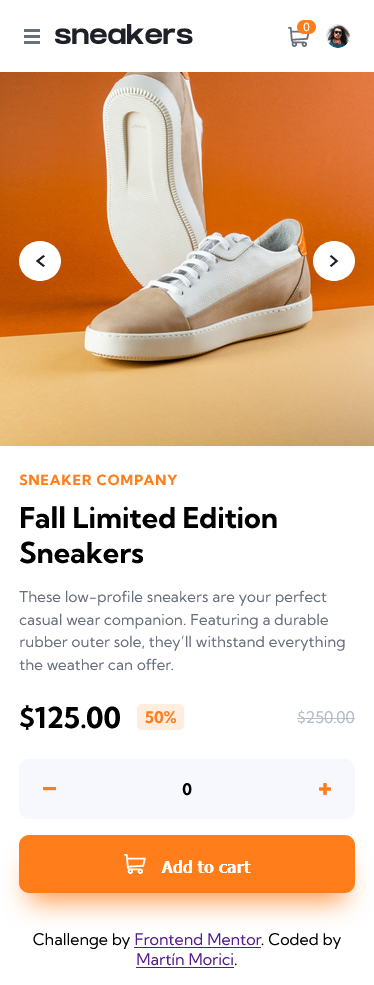 sneakers
0
SNEAKER COMPANY
Fall Limited Edition
Sneakers
These low-profile sneakers are your perfect
casual wear companion. Featuring a durable
rubber outer sole, they’ll withstand everything
the weather can offer.
$125.00 50% $250.00
0
Add to cart
Challenge by Frontend Mentor. Coded by
Martín Morici.